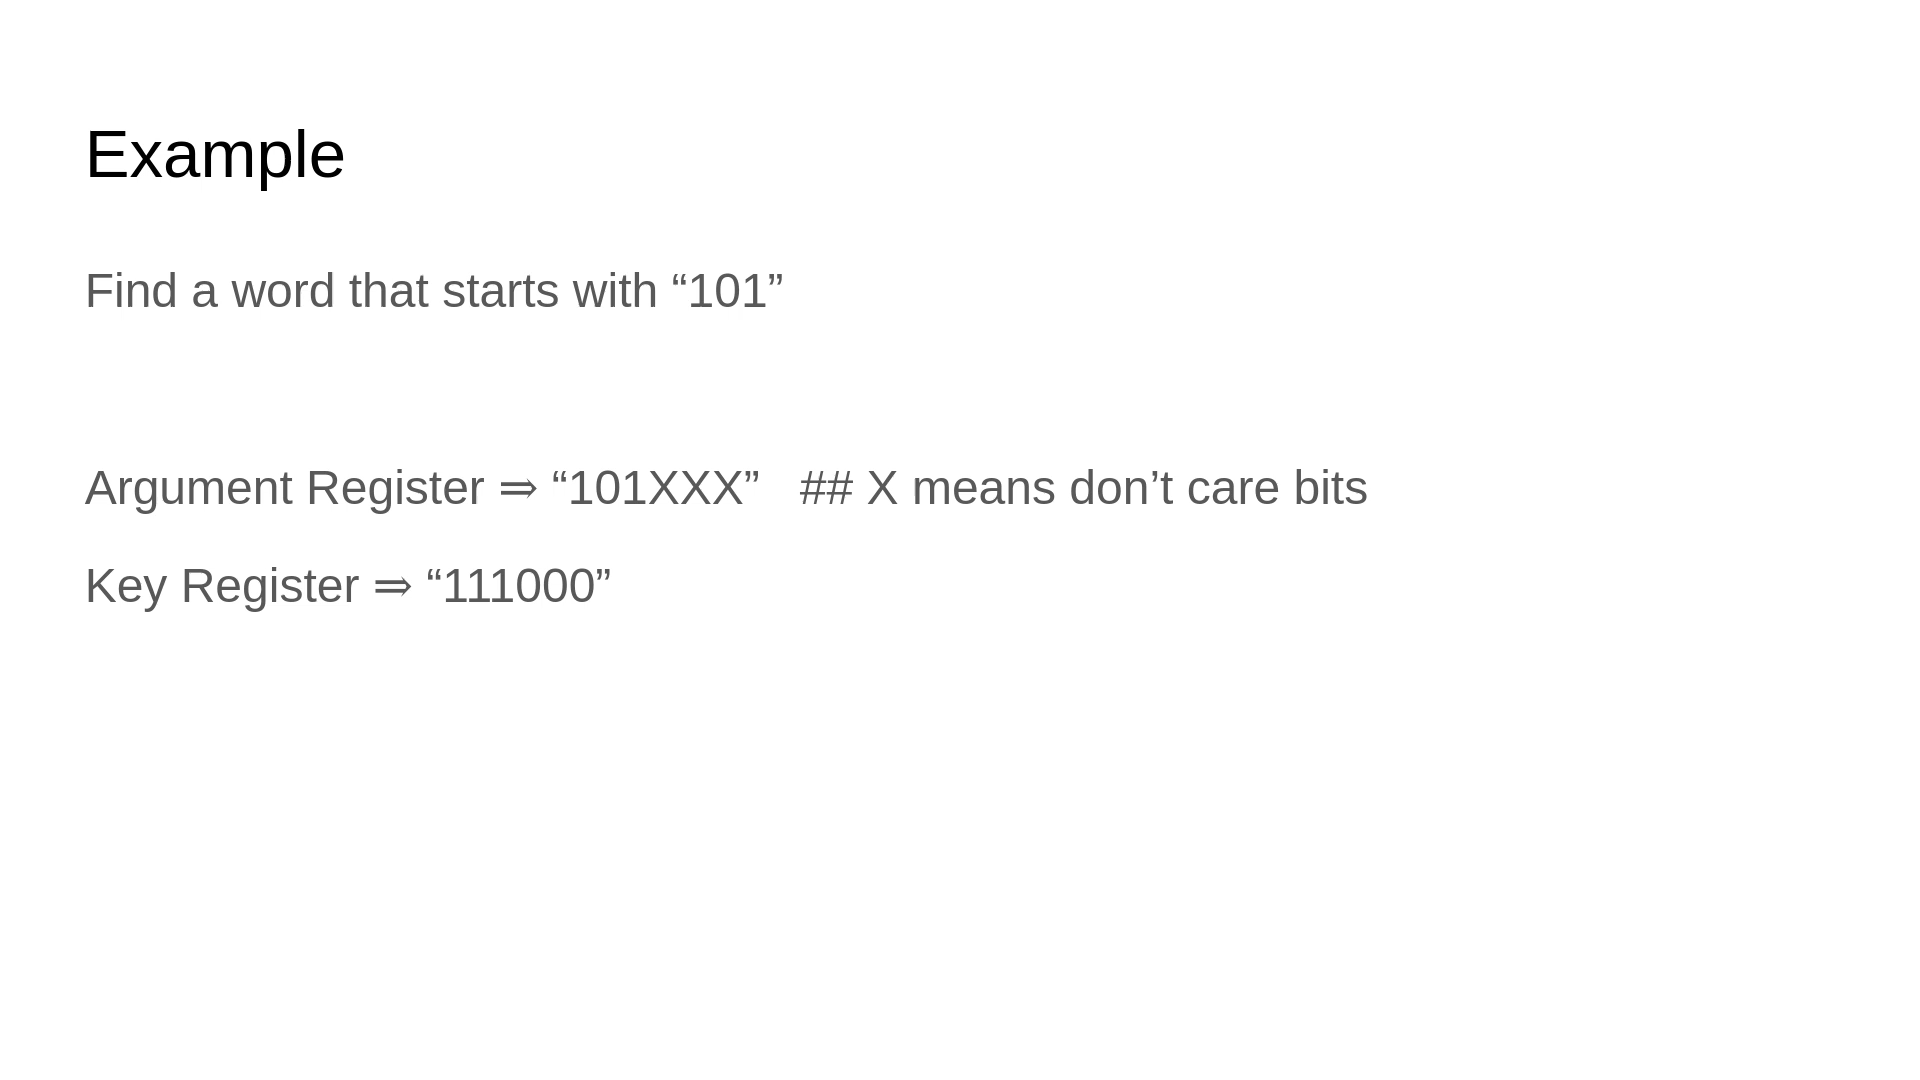 Example
Find a word that starts with “101”
Argument Register ⇒ “101XXX”   ## X means don’t care bits
Key Register ⇒ “111000”